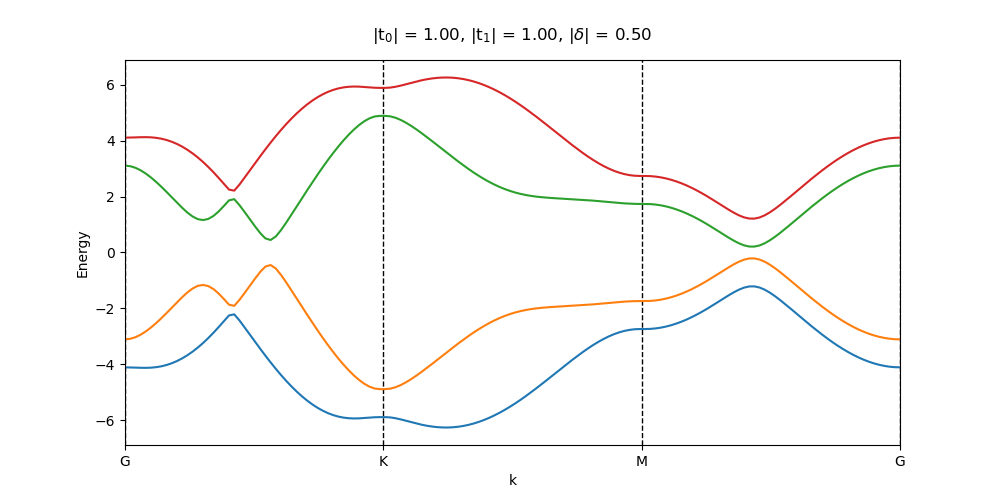 |t₀| = 1.00, |t₁| = 1.00, |δ| = 0.50
6
4
2
0
−2
−4
−6
Energy
G K M G
k